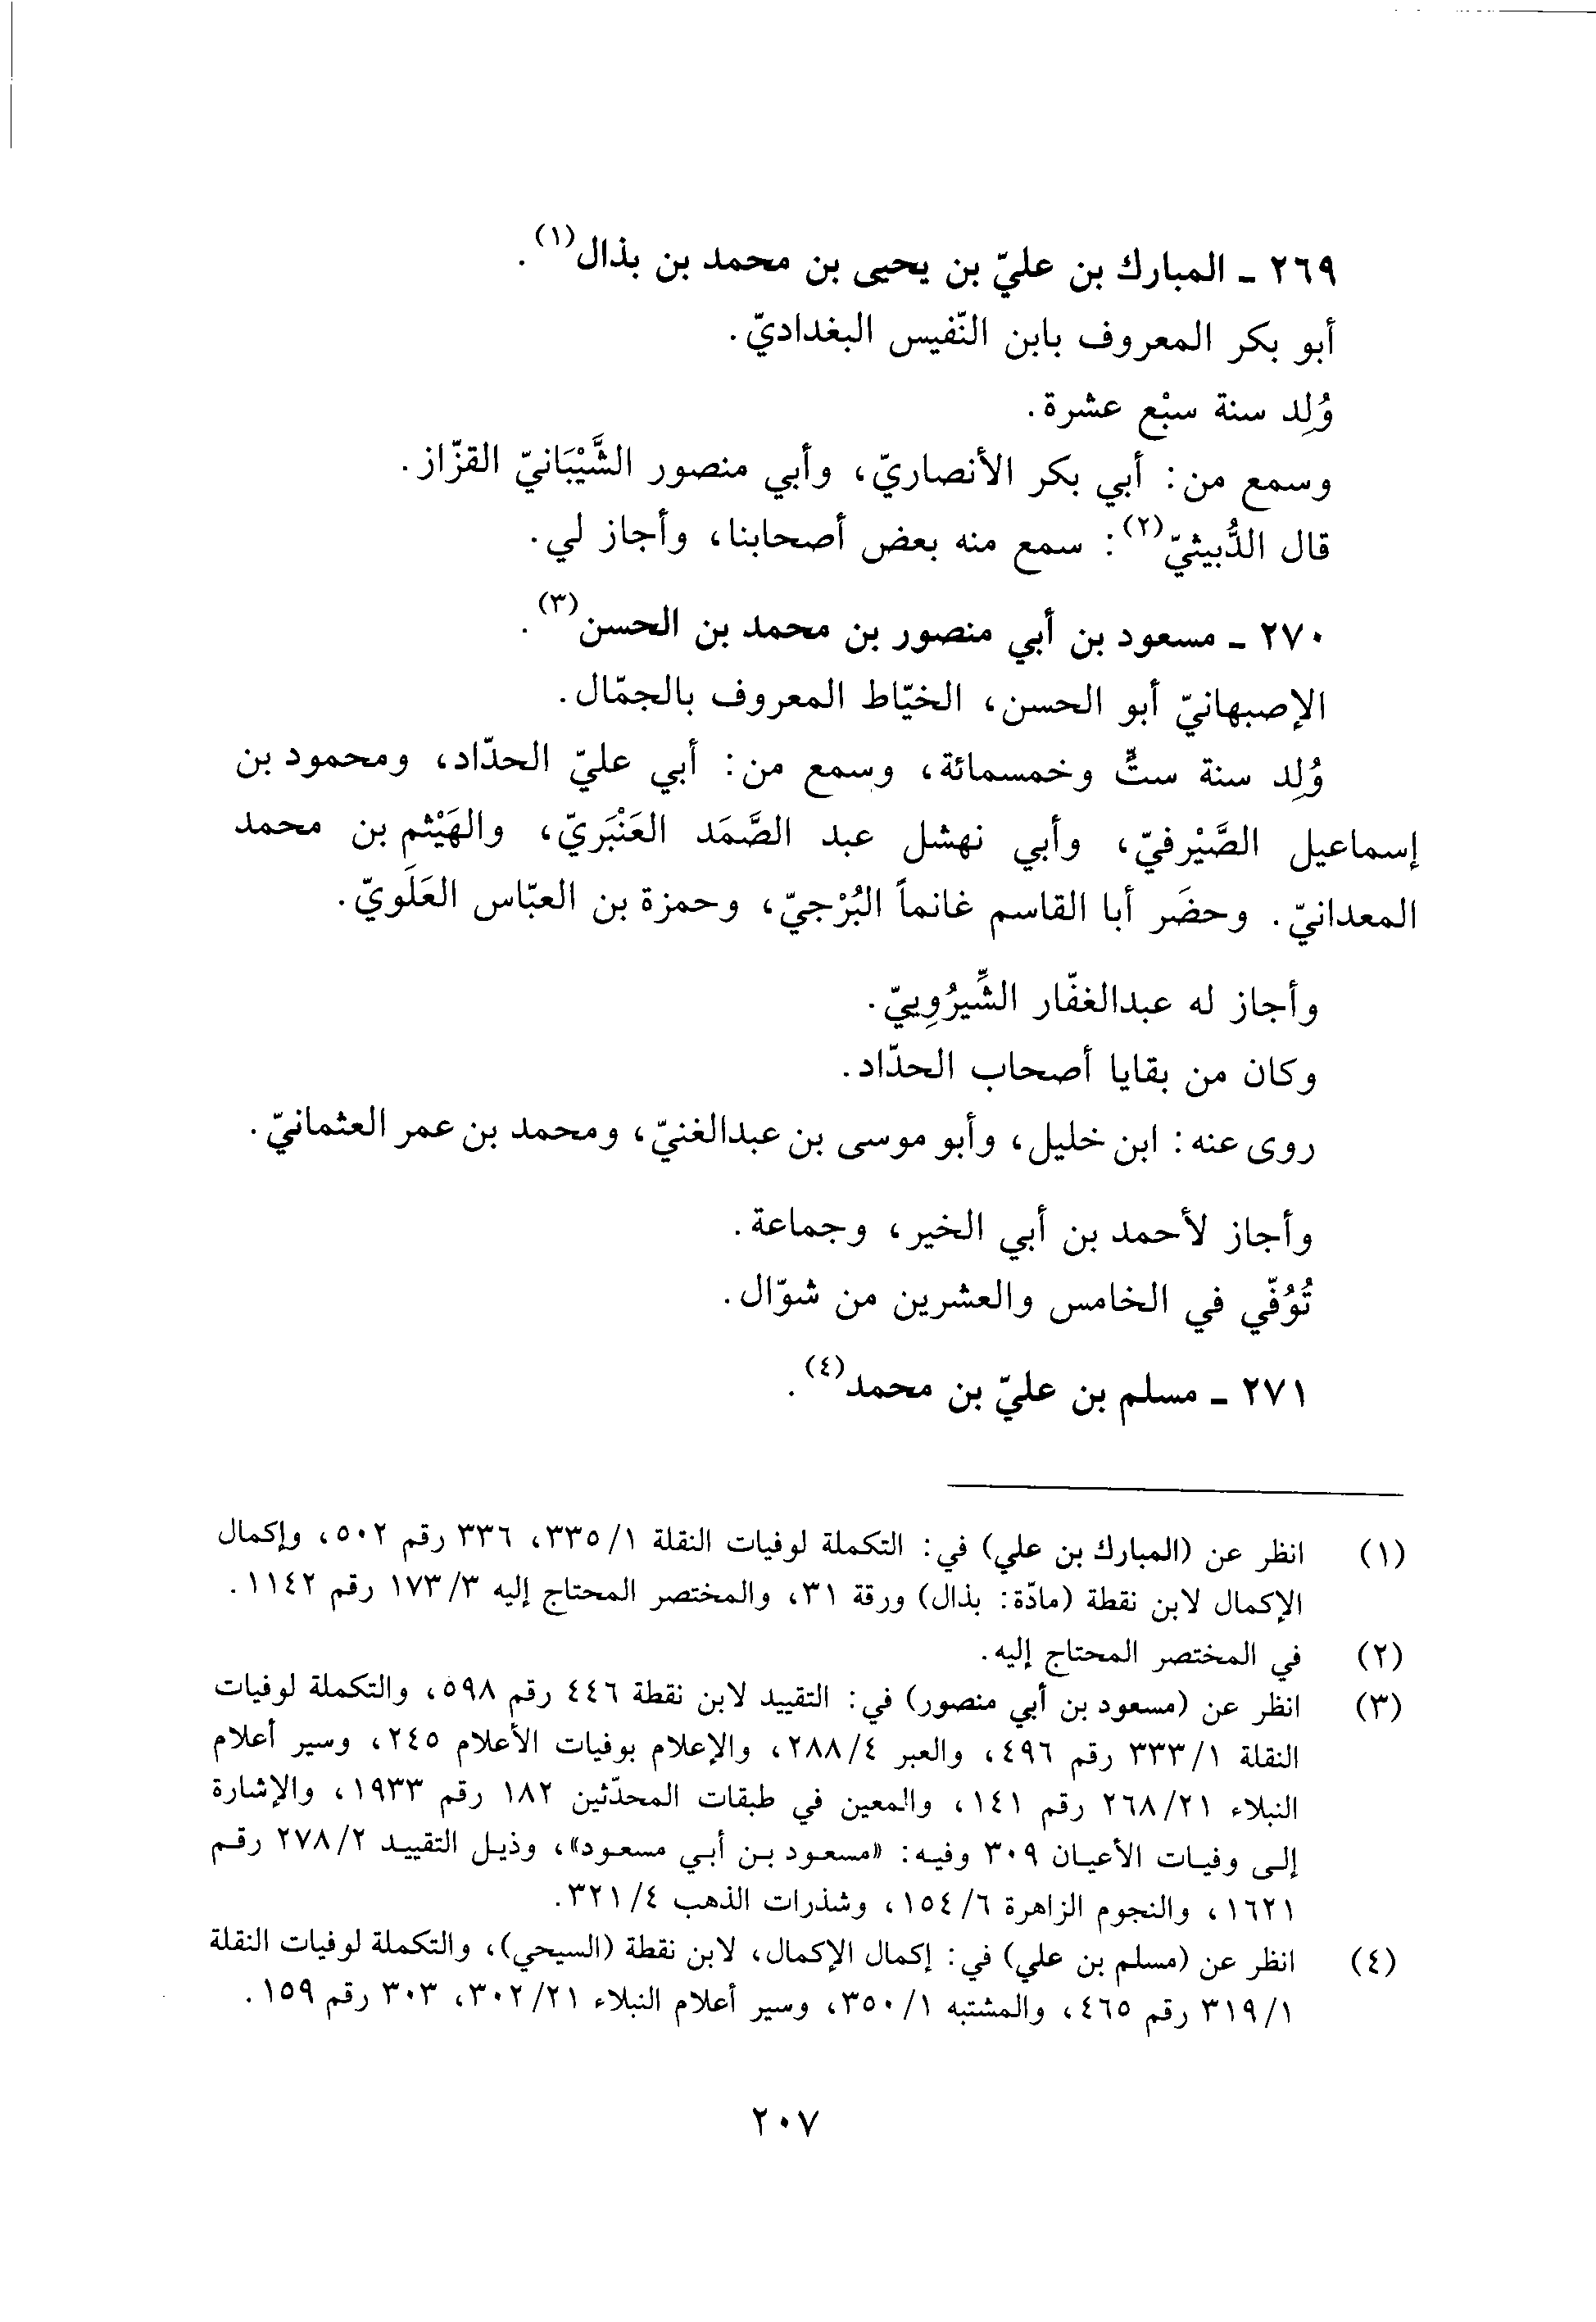 ٢٦٩ ـ المبارك بن عليّ بن يحيى بن محمد بن بذال(١).
أبو بكر المعروف بابن النّفيس البغداديّ.
وُلِد سنة سبْع عشرة.
وسمع من: أبي بكر الأنصاريّ، وأبي منصور الشَّيْبَانيّ القزّاز.
قال الدُّبيثيّ(٢): سمع منه بعض أصحابنا، وأجاز لي.
٢٧٠ ـ مسعود بن أبي منصور بن محمد بن الحسن(٣).
الإصبهانيّ أبو الحسن، الخيّاط المعروف بالجمّال.
وُلِد سنة ستٍّ وخمسمائة، وسمع من: أبي عليّ الحدّاد، ومحمود بن
إسماعيل الصَّيْرفيّ، وأبي نهشل عبد الصَّمَد العَنْبَريّ، والهَيْثم بن محمد
المعدانيّ. وحضَر أبا القاسم غانماً البُرْجيّ، وحمزة بن العبّاس العَلَويّ.
وأجاز له عبدالغفّار الشِّيرُوِييّ.
وكان من بقايا أصحاب الحدّاد.
روى عنه: ابن خليل، وأبو موسى بن عبدالغنيّ، ومحمد بن عمر العثمانيّ.
وأجاز لأحمد بن أبي الخير، وجماعة.
تُوُفّي في الخامس والعشرين من شوّال.
٢٧١ ـ مسلم بن عليّ بن محمد(٤).
(١) انظر عن (المبارك بن علي) في: التكملة لوفيات النقلة ١/ ٣٣٥، ٣٣٦ رقم ٥٠٢، وإكمال
الإكمال لابن نقطة (مادّة: بذال) ورقة ٣١، والمختصر المحتاج إليه ٣/ ١٧٣ رقم ١١٤٢.
(٢) في المختصر المحتاج إليه.
(٣) انظر عن (مسعود بن أبي منصور) في: التقييد لابن نقطة ٤٤٦ رقم ٥٩٨، والتكملة لوفيات
النقلة ١/ ٣٣٣ رقم ٤٩٦، والعبر ٤/ ٢٨٨، والإعلام بوفيات الأعلام ٢٤٥، وسير أعلام
النبلاء ٢١/ ٢٦٨ رقم ١٤١، والمعين في طبقات المحدّثين ١٨٢ رقم ١٩٣٣، والإشارة
إلى وفيات الأعيان ٣٠٩ وفيه: «مسعود بن أبي مسعود»، وذيل التقييد ٢/ ٢٧٨ رقم
١٦٢١، والنجوم الزاهرة ٦/ ١٥٤، وشذرات الذهب ٤/ ٣٢١.
(٤) انظر عن (مسلم بن علي) في: إكمال الإكمال، لابن نقطة (السيحي)، والتكملة لوفيات النقلة
١/ ٣١٩ رقم ٤٦٥، والمشتبه ١/ ٣٥٠، وسير أعلام النبلاء ٢١/ ٣٠٢، ٣٠٣ رقم ١٥٩.
٢٠٧